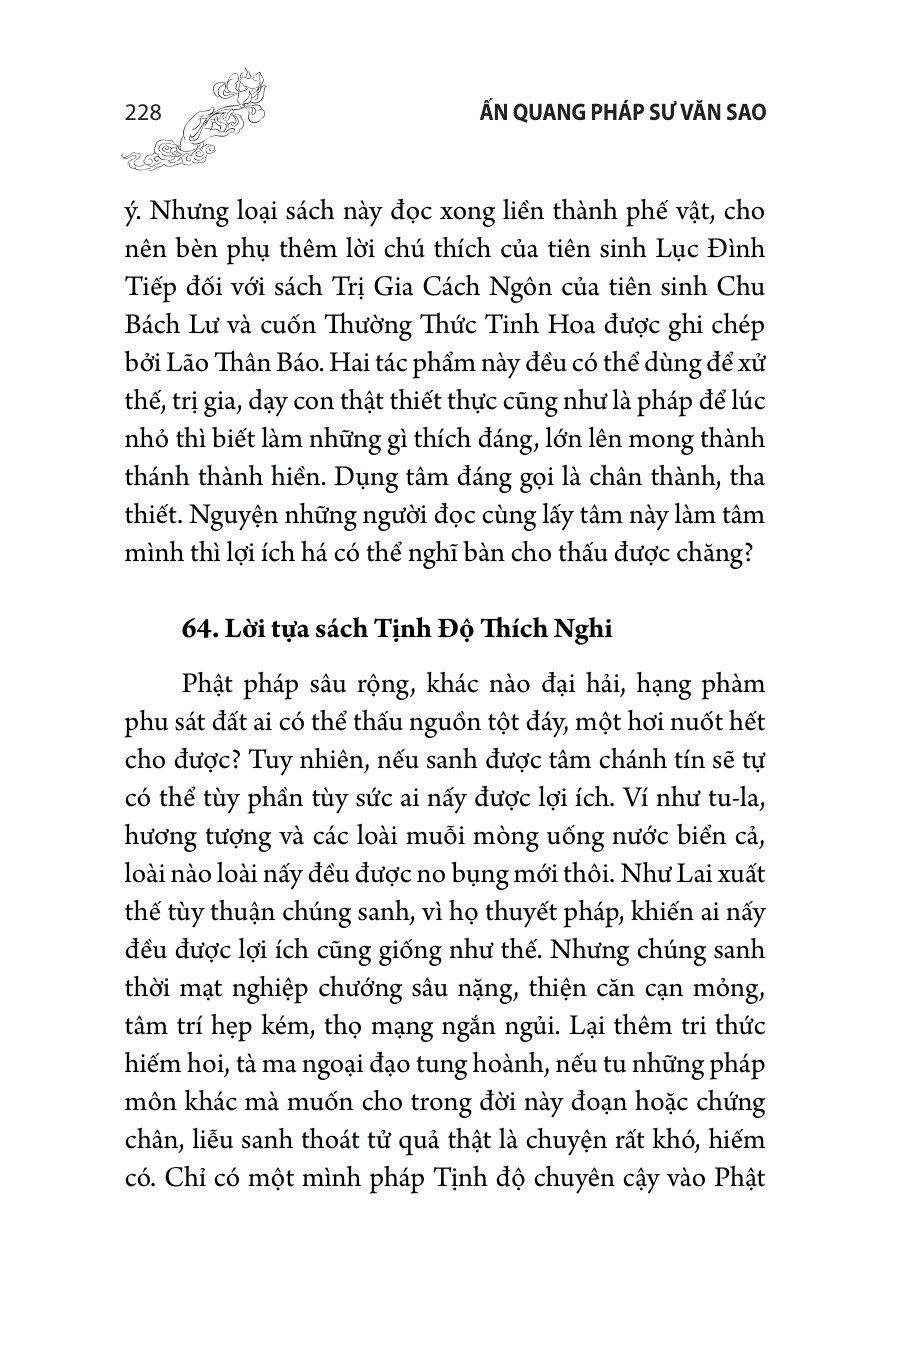 228
ẤN QUANG PHÁP SƯ VĂN SAO
ý. Nhưng loại sách này đọc xong liền thành phế vật, cho
nên bèn phụ thêm lời chú thích của tiên sinh Lục Đình
Tiếp đối với sách Trị Gia Cách Ngôn của tiên sinh Chu
Bách Lư và cuốn Thường Thức Tinh Hoa được ghi chép
bởi Lão Thân Báo. Hai tác phẩm này đều có thể dùng để xử
thế, trị gia, dạy con thật thiết thực cũng như là pháp để lúc
nhỏ thì biết làm những gì thích đáng, lớn lên mong thành
thánh thành hiền. Dụng tâm đáng gọi là chân thành, tha
thiết. Nguyện những người đọc cùng lấy tâm này làm tâm
mình thì lợi ích há có thể nghĩ bàn cho thấu được chăng?
64. Lời tựa sách Tịnh Độ Thích Nghi
Phật pháp sâu rộng, khác nào đại hải, hạng phàm
phu sát đất ai có thể thấu nguồn tột đáy, một hơi nuốt hết
cho được? Tuy nhiên, nếu sanh được tâm chánh tín sẽ tự
có thể tùy phần tùy sức ai nấy được lợi ích. Ví như tu-la,
hương tượng và các loài muỗi mòng uống nước biển cả,
loài nào loài nấy đều được no bụng mới thôi. Như Lai xuất
thế tùy thuận chúng sanh, vì họ thuyết pháp, khiến ai nấy
đều được lợi ích cũng giống như thế. Nhưng chúng sanh
thời mạt nghiệp chướng sâu nặng, thiện căn cạn mỏng,
tâm trí hẹp kém, thọ mạng ngắn ngủi. Lại thêm tri thức
hiếm hoi, tà ma ngoại đạo tung hoành, nếu tu những pháp
môn khác mà muốn cho trong đời này đoạn hoặc chứng
chân, liễu sanh thoát tử quả thật là chuyện rất khó, hiếm
có. Chỉ có một mình pháp Tịnh độ chuyên cậy vào Phật